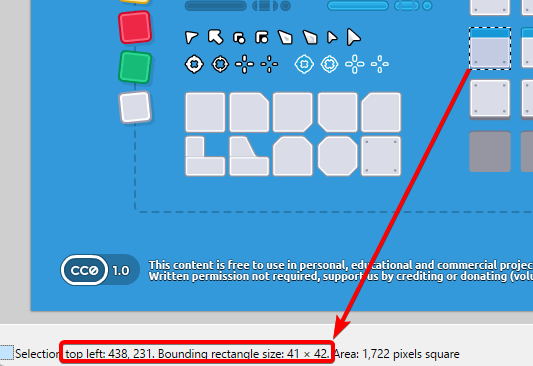 CC0 1.0
This content is free to use in personal, educational and commercial projec
Written permission not required, support us by crediting or donating (volu
Selection top left: 438, 231. Bounding rectangle size: 41 × 42. Area: 1,722 pixels square